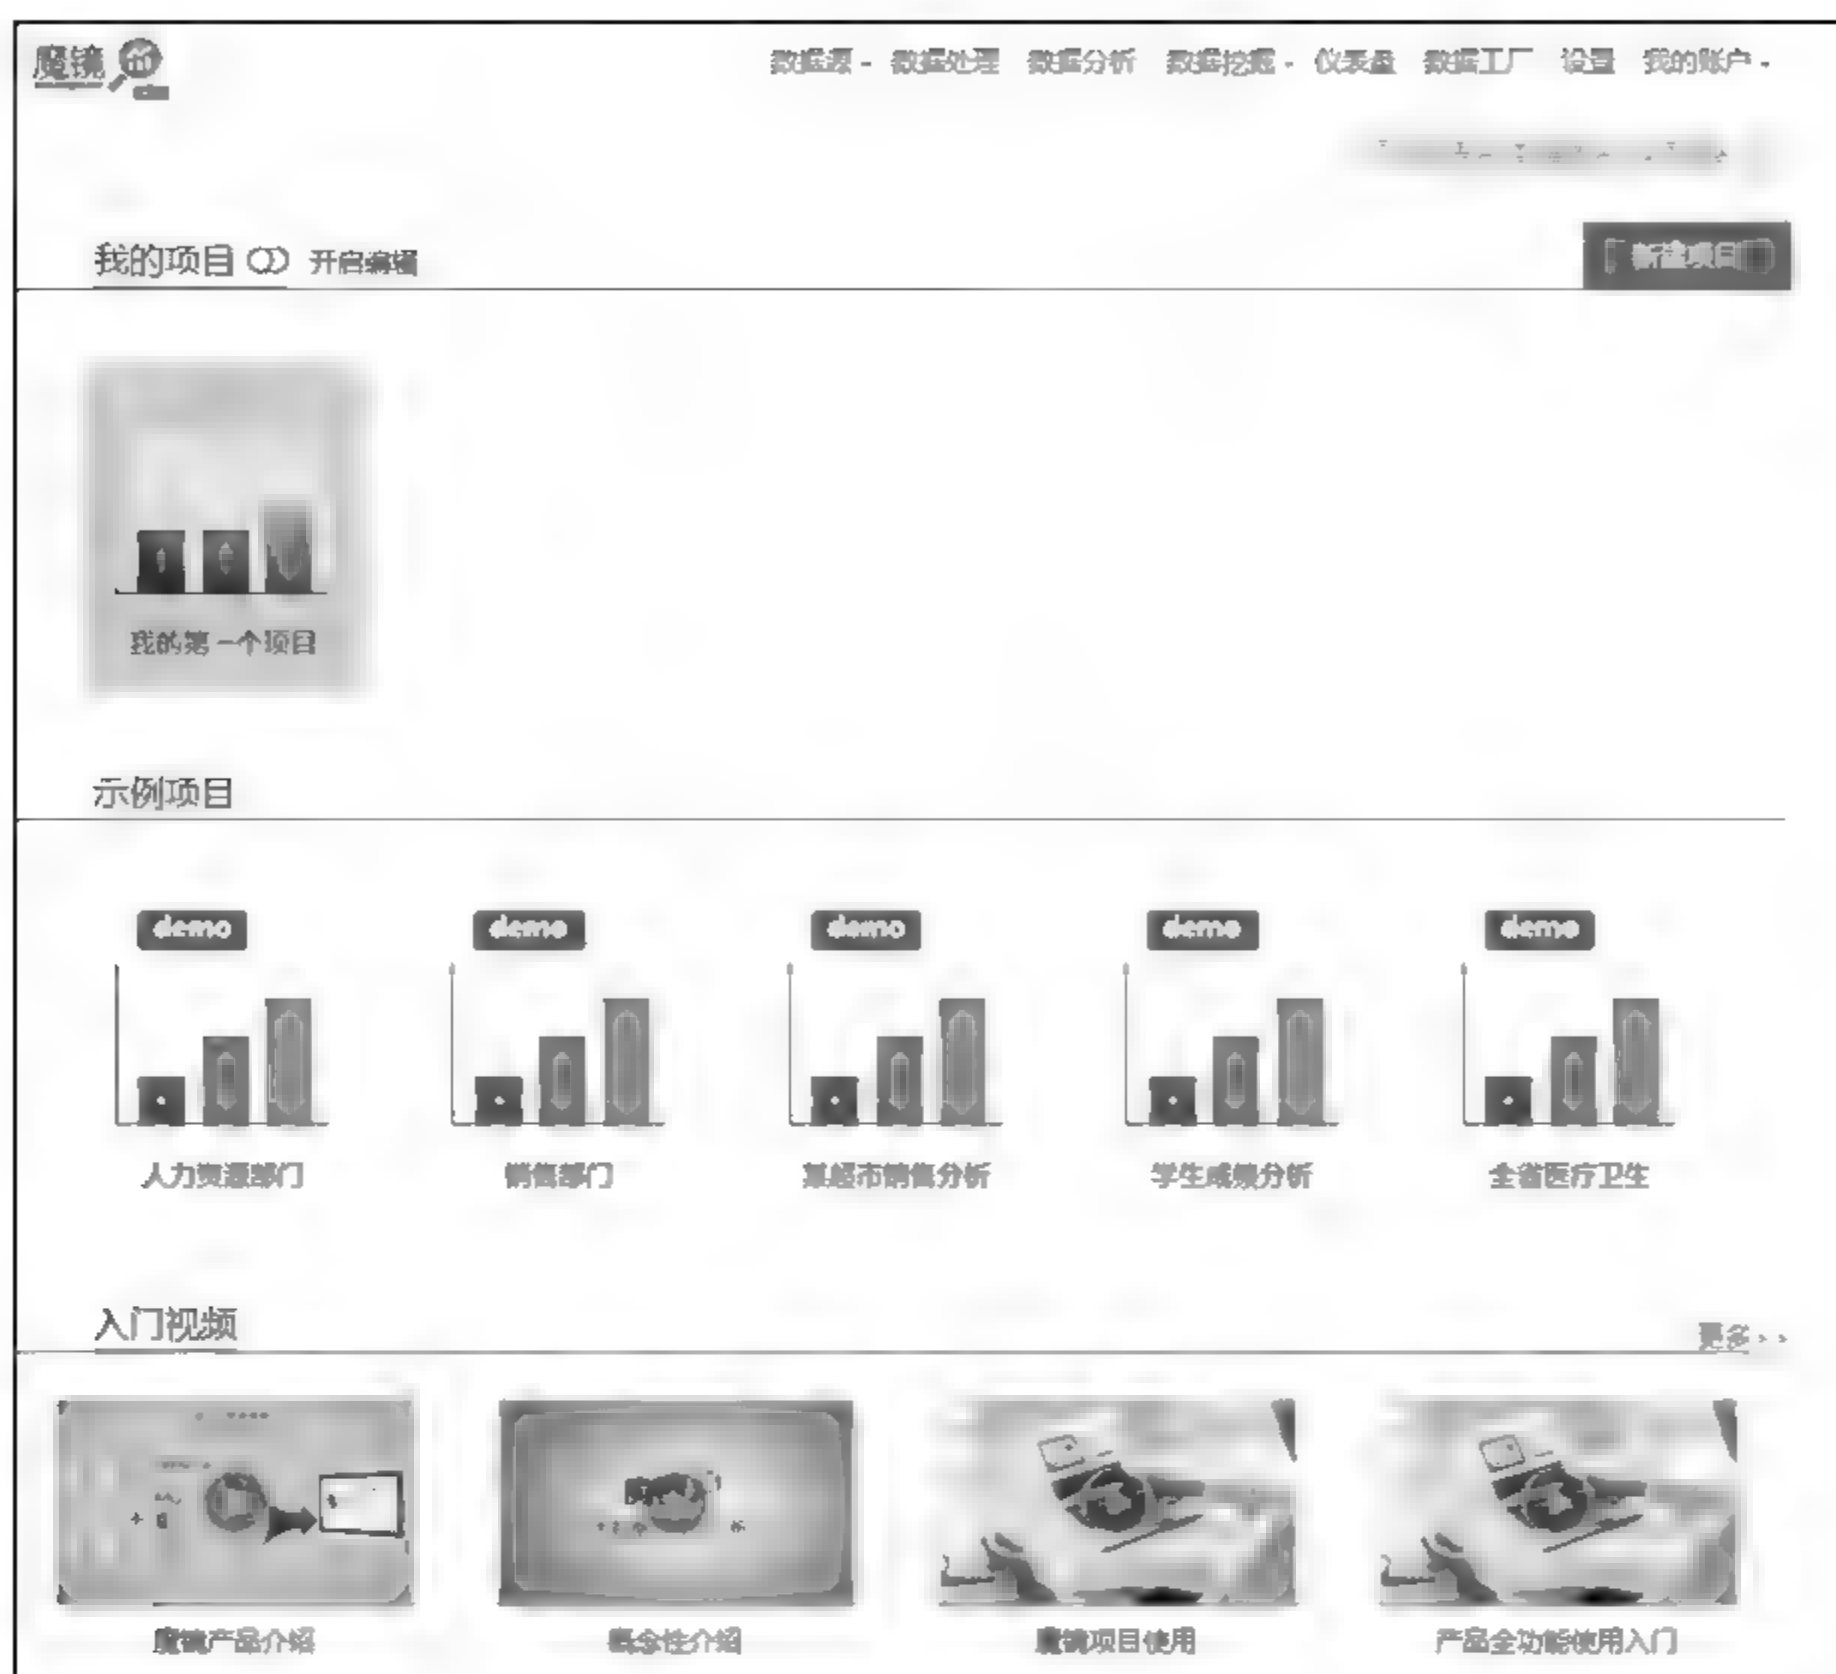 魔镜
数据源 数据处理 数据分析 数据挖掘 仪表盘 数据工厂 设置 我的账户
我的项目 开启编辑
新建项目
我的第一个项目
示例项目
demo demo demo demo demo
人力资源部门 销售部门 某超市销售分析 学生成绩分析 全省医疗卫生
入门视频
更多>>
魔镜产品介绍 概念性介绍 魔镜项目使用 产品全功能使用入门